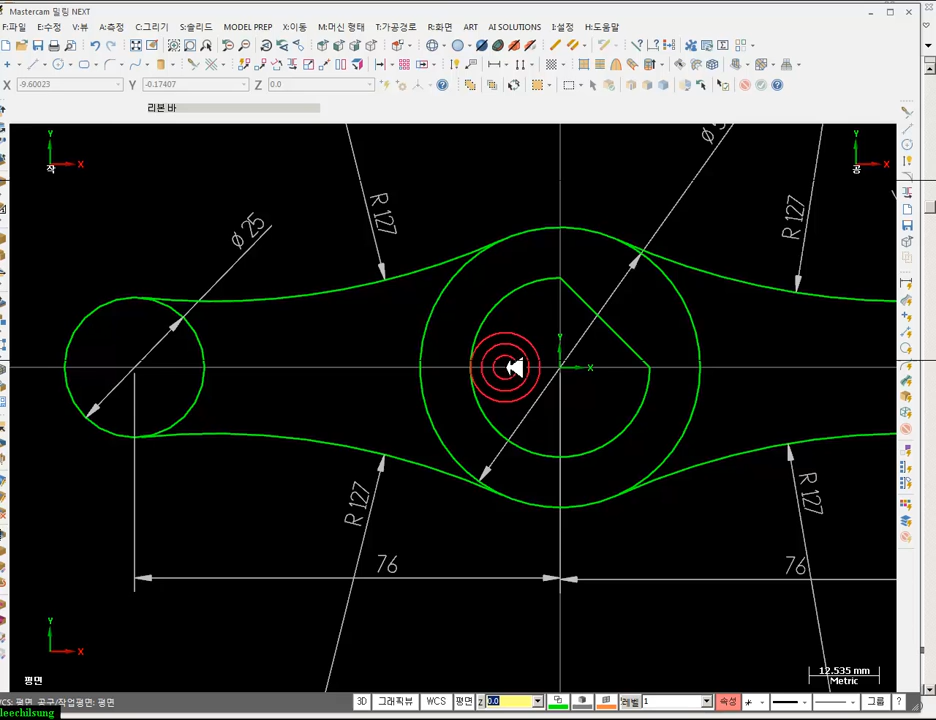 Mastercam 밀링 NEXT
F:파일 E:수정 V:뷰 A:측정 C:그리기 S:솔리드 MODEL PREP X:이동 M:머신 형태 T:가공경로 R:화면 ART AI SOLUTIONS I:설정 H:도움말
X -9.60023 Y -0.17407 Z 0.0
리본 바
Y
X
작
Y
X
공
R 127
R 127
Ø 25
Y
X
R 127
R 127
76
76
Y
X
평면
12.535 mm
Metric
WCS: 평면, 공구/작업평면: 평면
3D 그래픽뷰 WCS 평면 Z 0.0 레벨 1 속성 그룹 ?
leechilsung